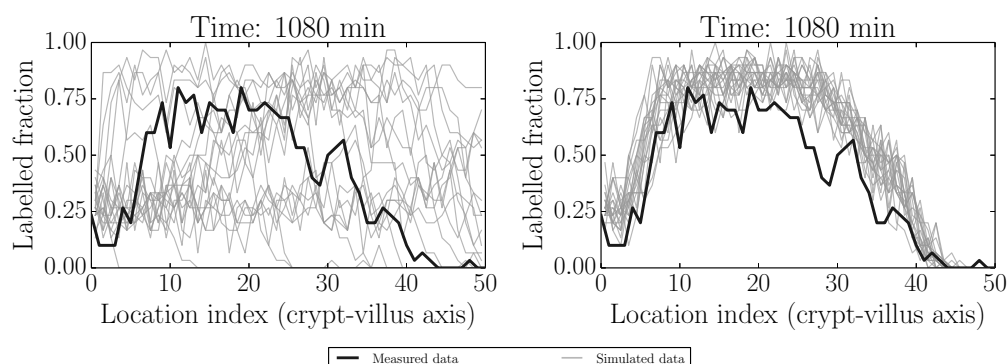 Time: 1080 min
Labelled fraction
1.00
0.75
0.50
0.25
0.00
0 10 20 30 40 50
Location index (crypt-villus axis)
Time: 1080 min
Labelled fraction
1.00
0.75
0.50
0.25
0.00
0 10 20 30 40 50
Location index (crypt-villus axis)
Measured data Simulated data